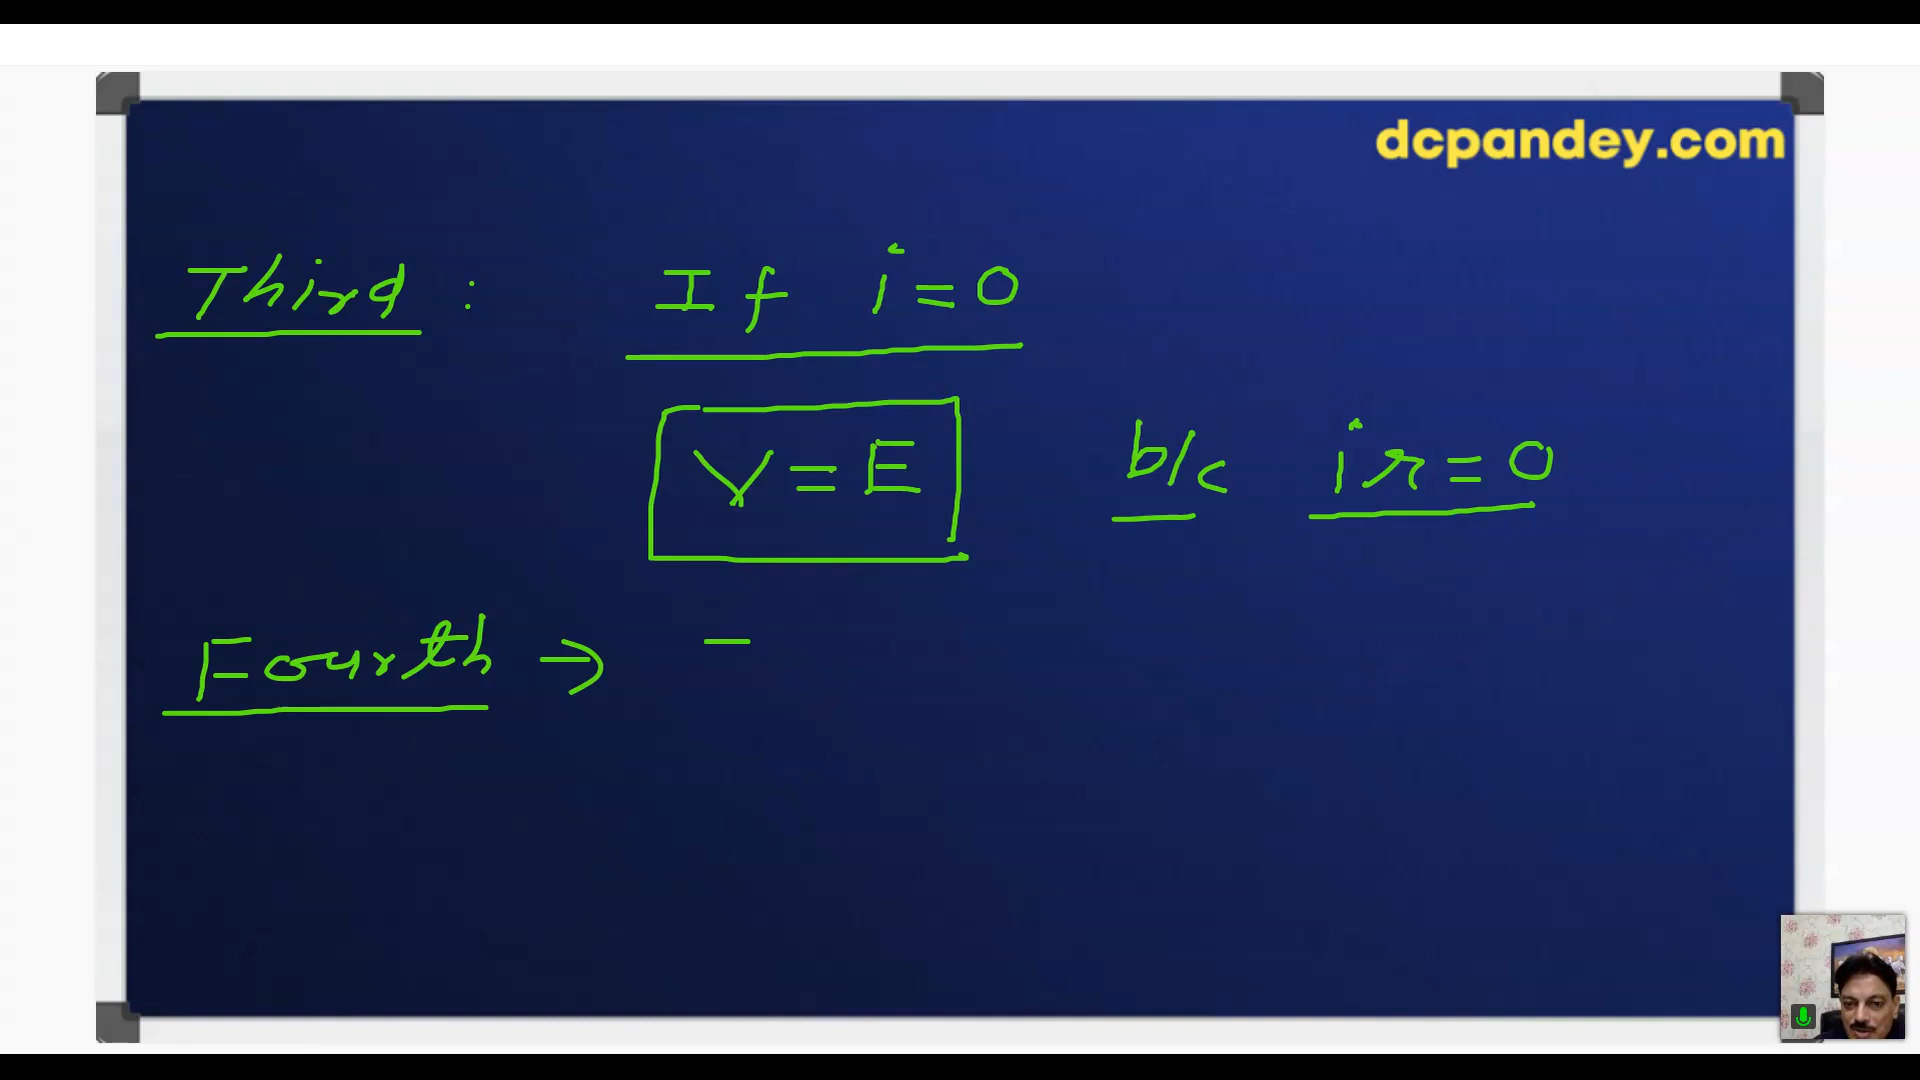 dcpandey.com
Third : If i = 0
V = E b/c ir = 0
Fourth →